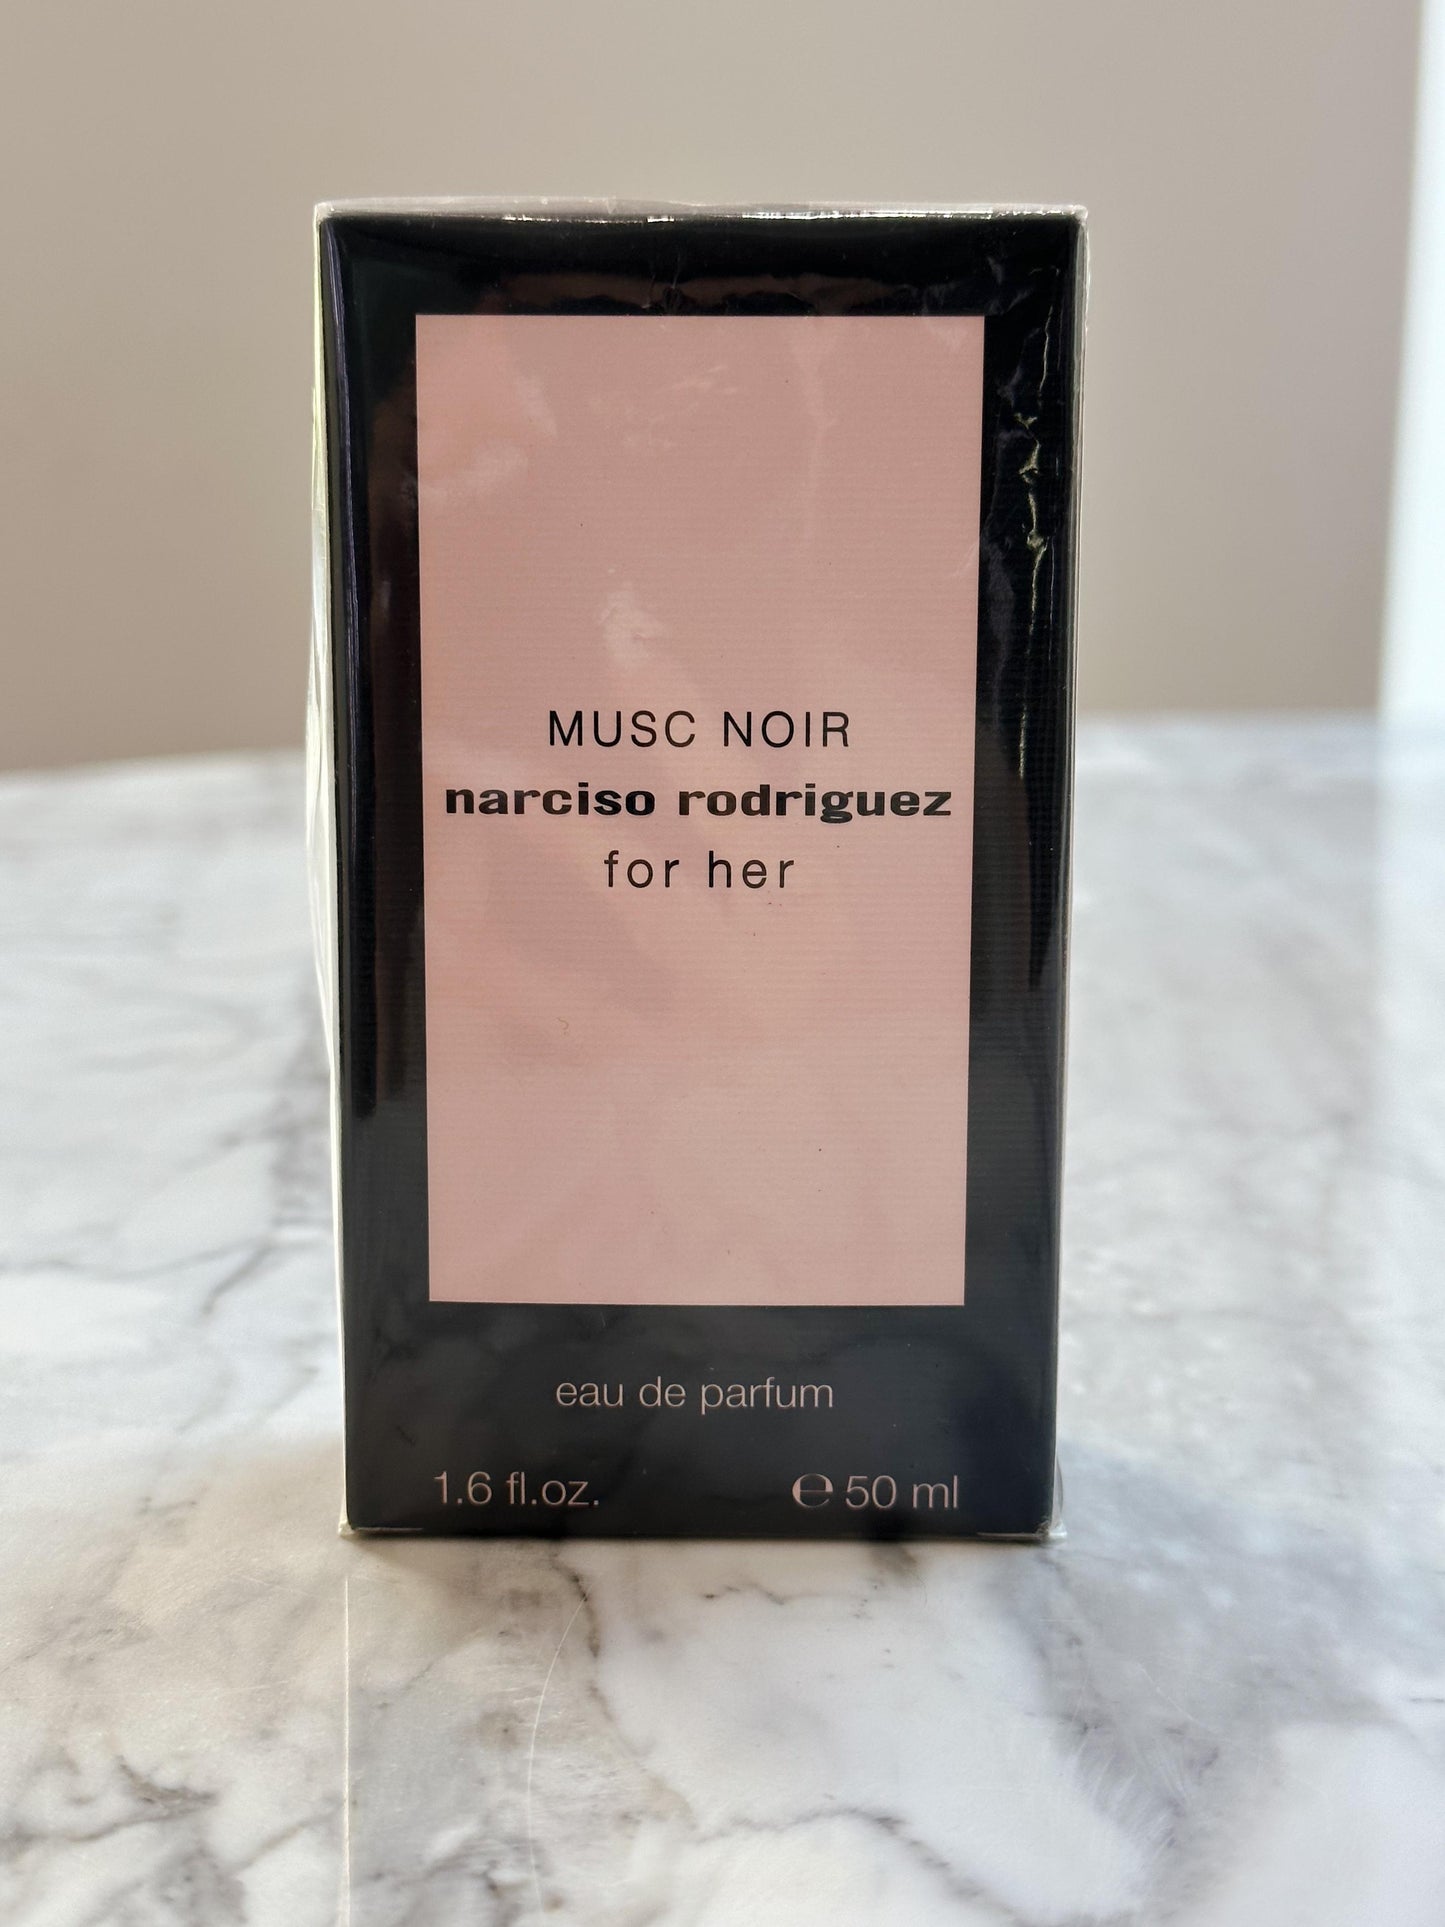 MUSC NOIR
narciso rodriguez
for her
eau de parfum
1.6 fl.oz. ℮ 50 ml